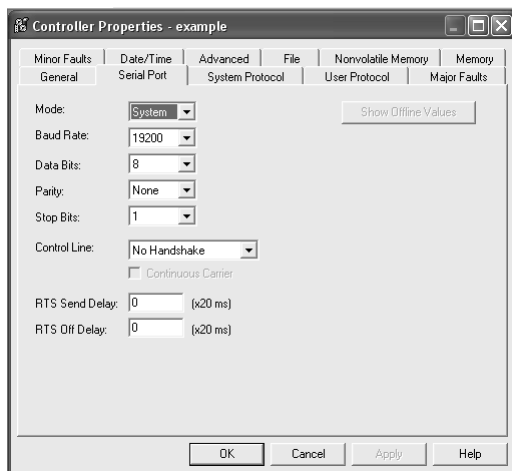 Controller Properties - example
Minor Faults Date/Time Advanced File Nonvolatile Memory Memory
General Serial Port System Protocol User Protocol Major Faults
Mode: System Show Offline Values
Baud Rate: 19200
Data Bits: 8
Parity: None
Stop Bits: 1
Control Line: No Handshake
Continuous Carrier
RTS Send Delay: 0 (x20 ms)
RTS Off Delay: 0 (x20 ms)
OK Cancel Apply Help